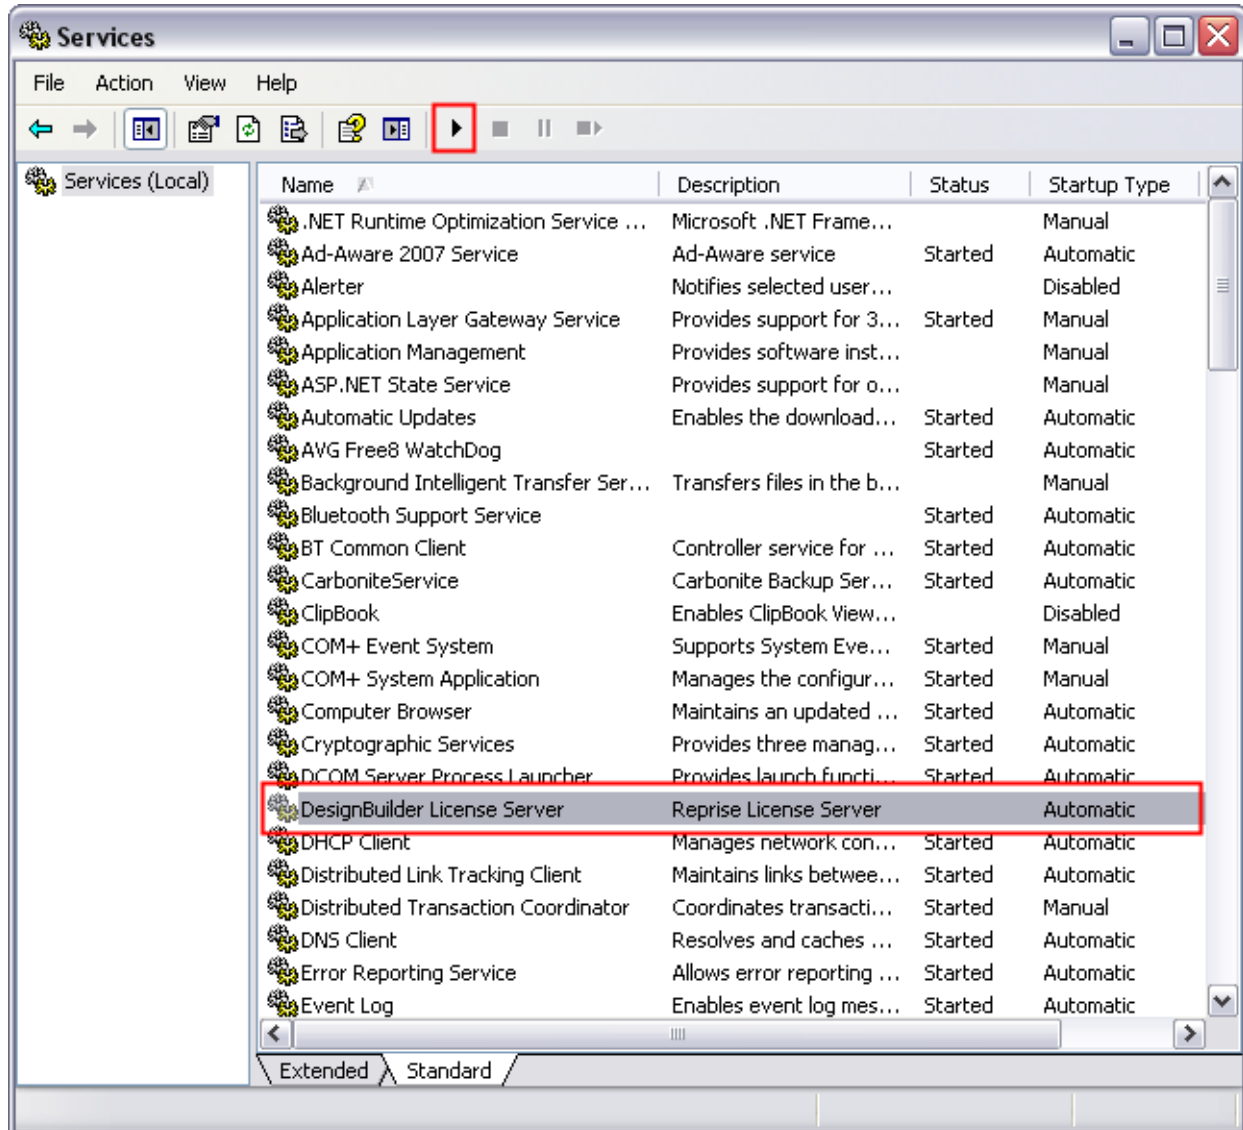 Services
File Action View Help
Services (Local)
Name Description Status Startup Type
.NET Runtime Optimization Service ... Microsoft .NET Frame... Manual
Ad-Aware 2007 Service Ad-Aware service Started Automatic
Alerter Notifies selected user... Disabled
Application Layer Gateway Service Provides support for 3... Started Manual
Application Management Provides software inst... Manual
ASP.NET State Service Provides support for o... Manual
Automatic Updates Enables the download... Started Automatic
AVG Free8 WatchDog Started Automatic
Background Intelligent Transfer Ser... Transfers files in the b... Manual
Bluetooth Support Service Started Automatic
BT Common Client Controller service for ... Started Automatic
CarboniteService Carbonite Backup Ser... Started Automatic
ClipBook Enables ClipBook View... Disabled
COM+ Event System Supports System Eve... Started Manual
COM+ System Application Manages the configur... Started Manual
Computer Browser Maintains an updated ... Started Automatic
Cryptographic Services Provides three manag... Started Automatic
DCOM Server Process Launcher Provides launch functi... Started Automatic
DesignBuilder License Server Reprise License Server Automatic
DHCP Client Manages network con... Started Automatic
Distributed Link Tracking Client Maintains links betwee... Started Automatic
Distributed Transaction Coordinator Coordinates transacti... Started Manual
DNS Client Resolves and caches ... Started Automatic
Error Reporting Service Allows error reporting ... Started Automatic
Event Log Enables event log mes... Started Automatic
Extended Standard